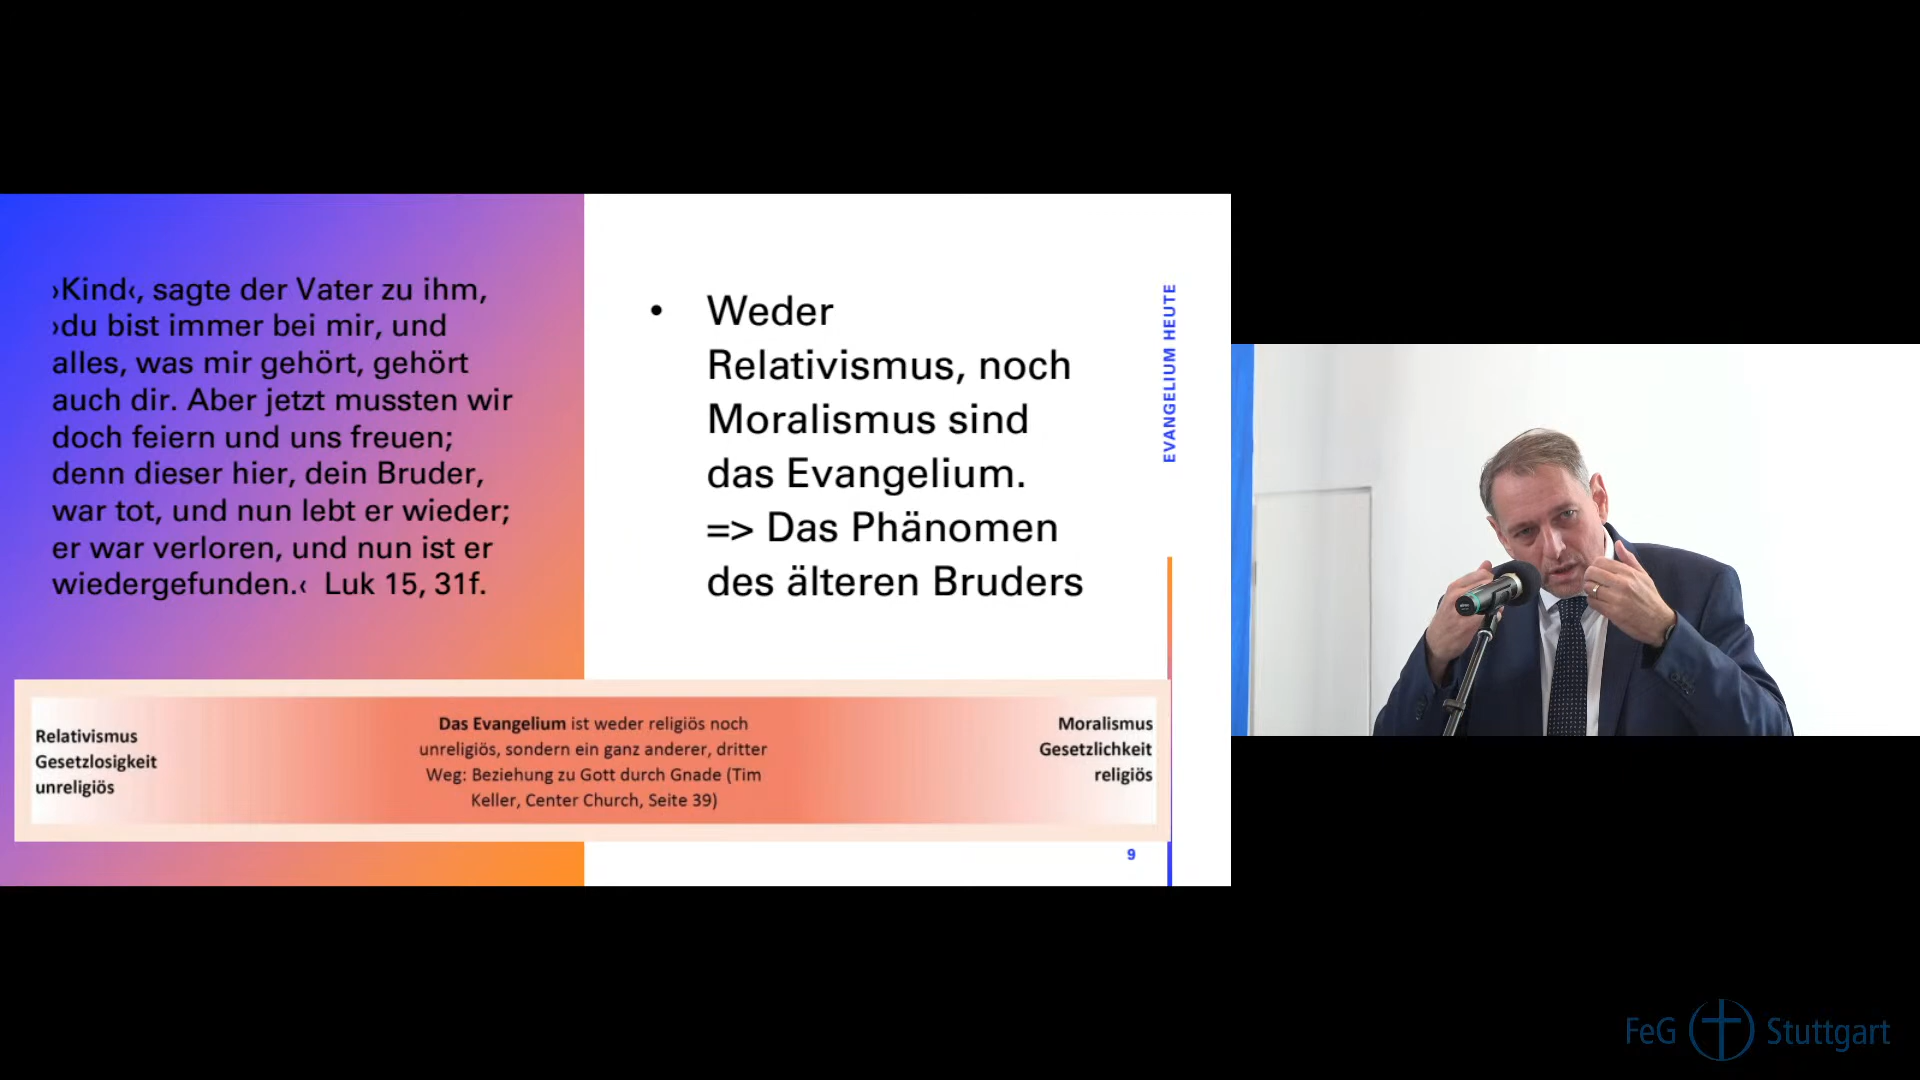 ›Kind‹, sagte der Vater zu ihm,
›du bist immer bei mir, und
alles, was mir gehört, gehört
auch dir. Aber jetzt mussten wir
doch feiern und uns freuen;
denn dieser hier, dein Bruder,
war tot, und nun lebt er wieder;
er war verloren, und nun ist er
wiedergefunden.‹  Luk 15, 31f.
• Weder
Relativismus, noch
Moralismus sind
das Evangelium.
=> Das Phänomen
des älteren Bruders
EVANGELIUM HEUTE
Relativismus
Gesetzlosigkeit
unreligiös
Das Evangelium ist weder religiös noch
unreligiös, sondern ein ganz anderer, dritter
Weg: Beziehung zu Gott durch Gnade (Tim
Keller, Center Church, Seite 39)
Moralismus
Gesetzlichkeit
religiös
9
FeG Stuttgart